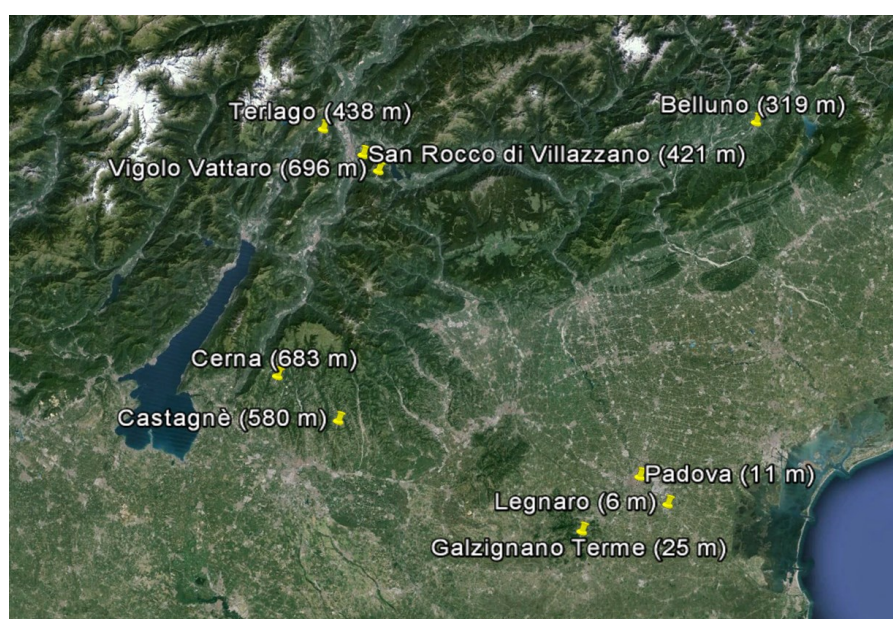 Terlago (438 m)
Belluno (319 m)
San Rocco di Villazzano (421 m)
Vigolo Vattaro (696 m)
Cerna (683 m)
Castagnè (580 m)
Padova (11 m)
Legnaro (6 m)
Galzignano Terme (25 m)